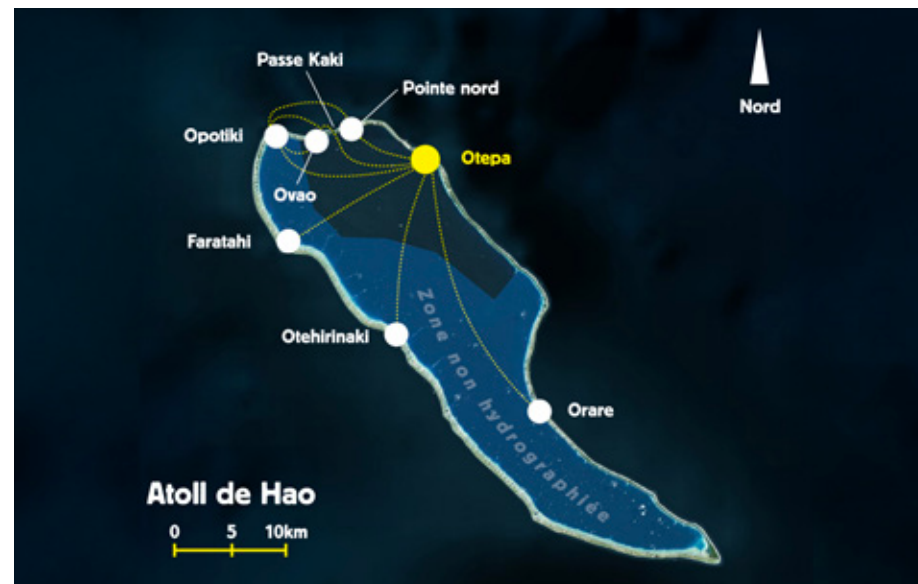 Passe Kaki
Pointe nord
Nord
Opotiki
Otepa
Ovao
Faratahi
Zone non hydrographiée
Otehirinaki
Orare
Atoll de Hao
0 5 10km